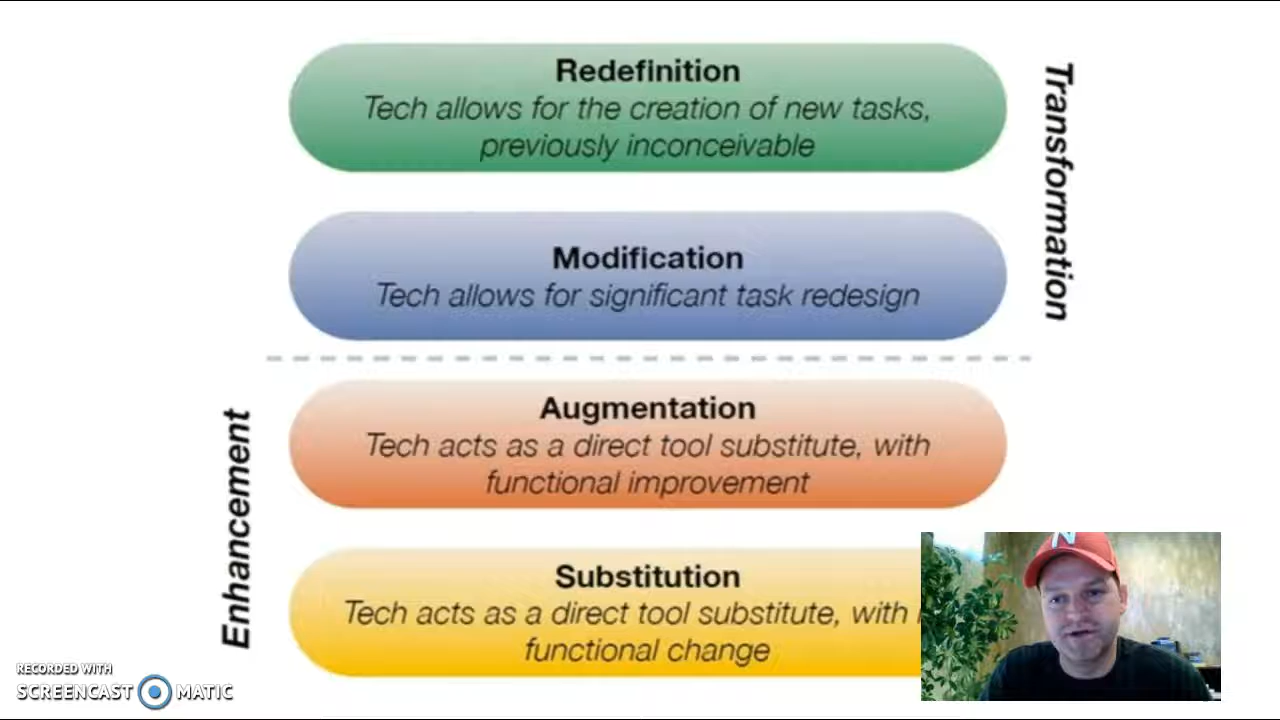 Redefinition
Tech allows for the creation of new tasks,
previously inconceivable
Transformation
Modification
Tech allows for significant task redesign
Augmentation
Tech acts as a direct tool substitute, with
functional improvement
Enhancement
Substitution
Tech acts as a direct tool substitute, with
functional change
N
RECORDED WITH
SCREENCAST MATIC